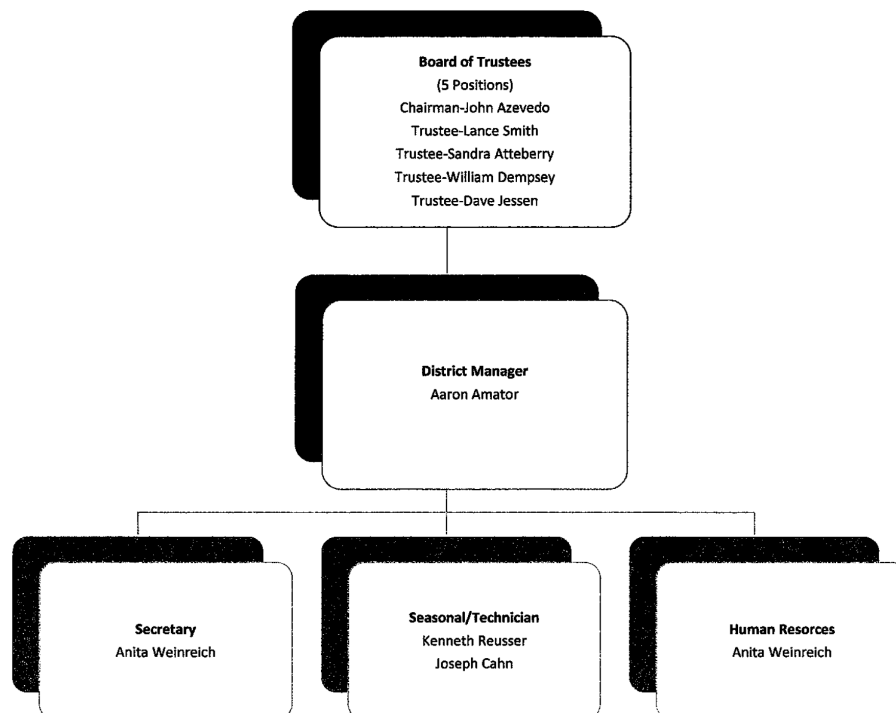 Board of Trustees
(5 Positions)
Chairman-John Azevedo
Trustee-Lance Smith
Trustee-Sandra Atteberry
Trustee-William Dempsey
Trustee-Dave Jessen
District Manager
Aaron Amator
Secretary
Anita Weinreich
Seasonal/Technician
Kenneth Reusser
Joseph Cahn
Human Resorces
Anita Weinreich